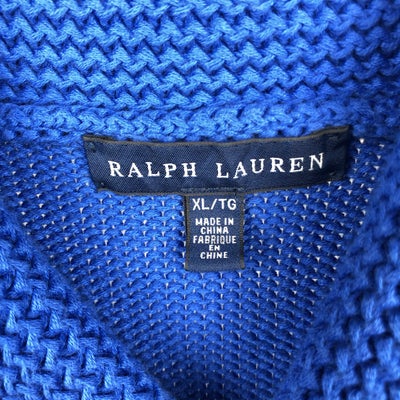 RALPH LAUREN
XL/TG
MADE IN
CHINA
FABRIQUE
EN
CHINE